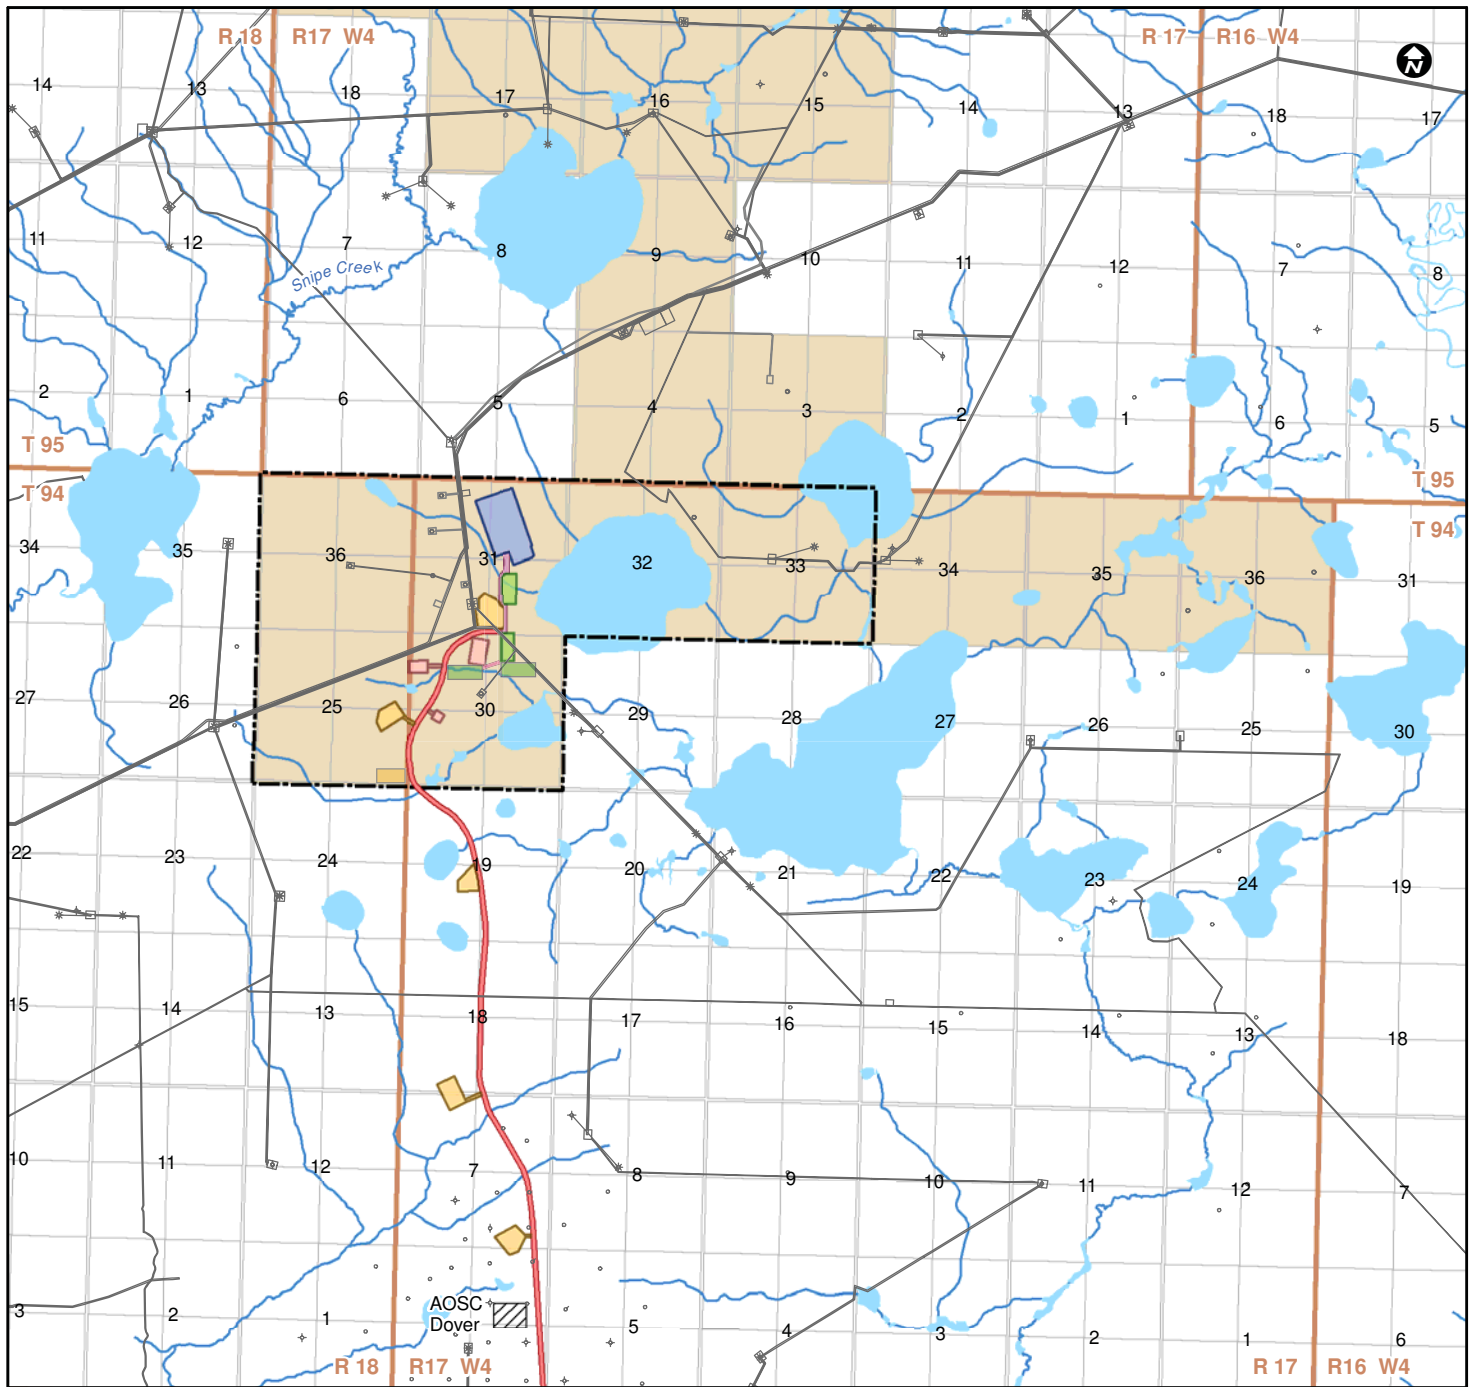 R 18 R17 W4 R 17 R16 W4
N
14 13 18 17 16 15 14 13 18 17
11 12 7 8 9 10 11 12 7 8
Snipe Creek
2 1 6 5 4 3 2 1 6 5
T 95 T 95
T 94 T 94
34 35 36 31 32 33 34 35 36 31
27 26 25 30 29 28 27 26 25 30
22 23 24 19 20 21 22 23 24 19
15 14 13 18 17 16 15 14 13 18
10 11 12 7 8 9 10 11 12 7
AOSC
Dover
3 2 1 5 4 3 2 1 6
R 18 R17 W4 R 17 R16 W4